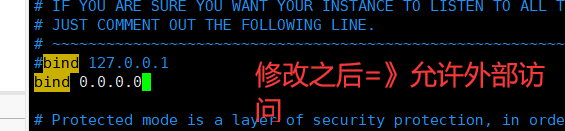 # IF YOU ARE SURE YOU WANT YOUR INSTANCE TO LISTEN TO ALL T
# JUST COMMENT OUT THE FOLLOWING LINE.
# ~~~~~~~~~~~~~~~~~~~~~~~~~~~~~~~~~~~~~~~~~~~~~~~~~~~~~~~~
#bind 127.0.0.1
bind 0.0.0.0
修改之后=》允许外部访
问
# Protected mode is a layer of security protection, in orde